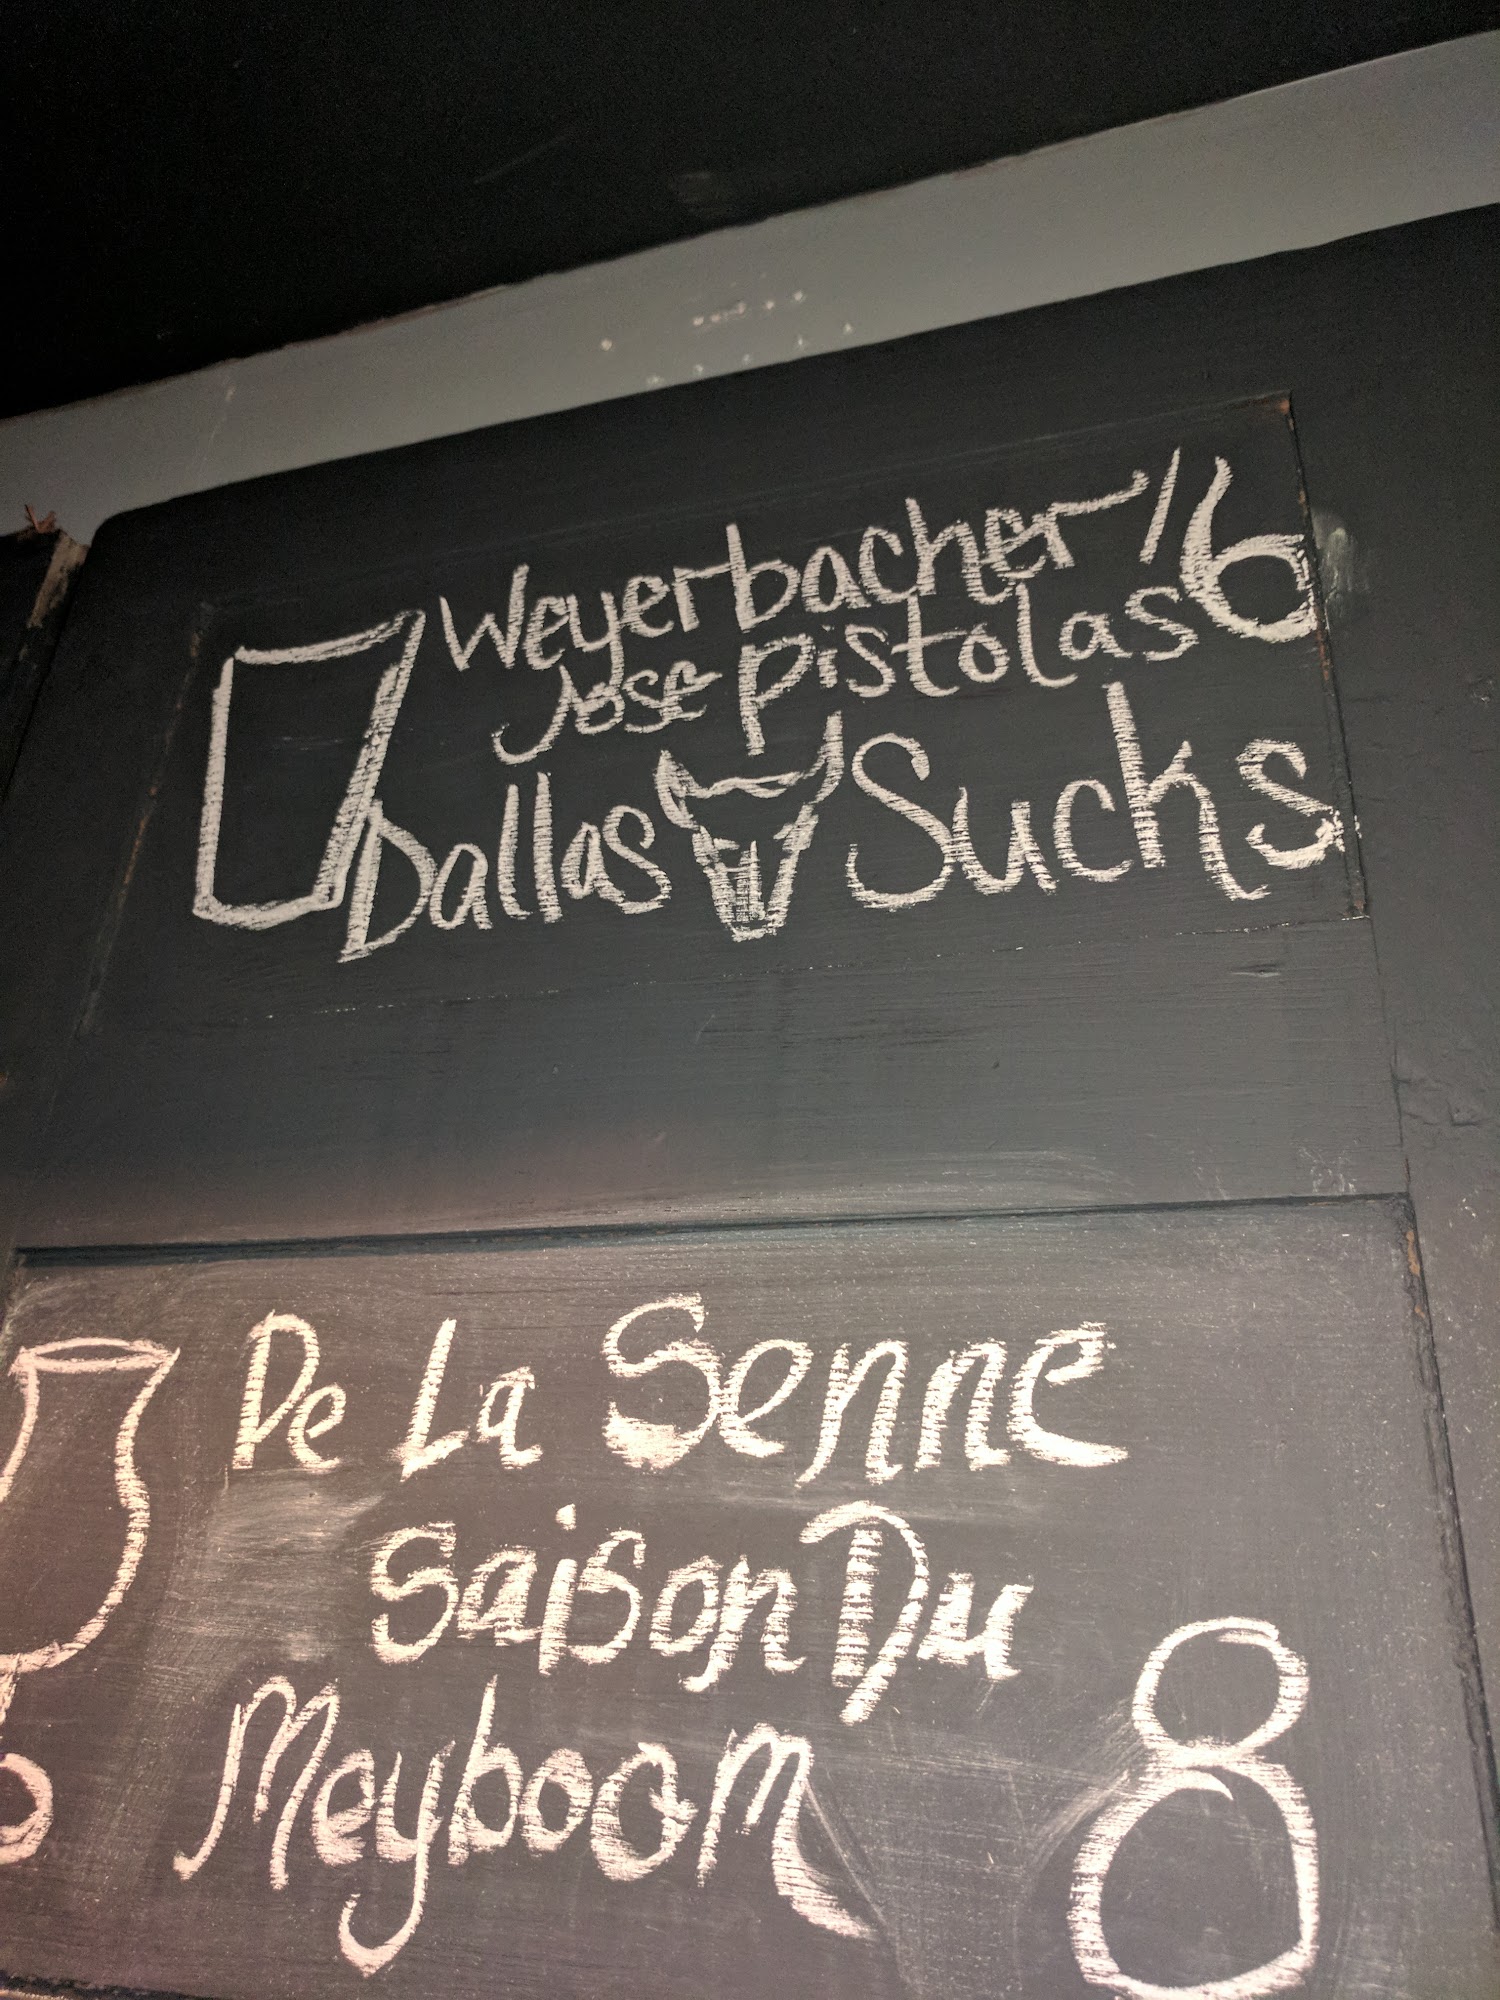 Weyerbacher / 6
Jose Pistolas
Dallas Sucks
De La Senne
Saison Du
Meyboom 8